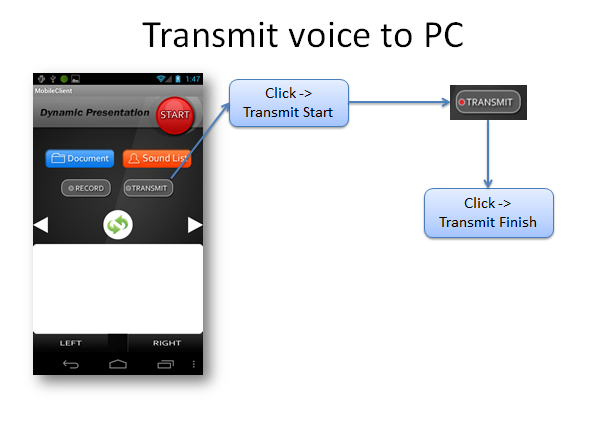 Transmit voice to PC
1:47
MobileClient
Dynamic Presentation
START
Document
Sound List
RECORD
TRANSMIT
LEFT
RIGHT
Click ->
Transmit Start
TRANSMIT
Click ->
Transmit Finish